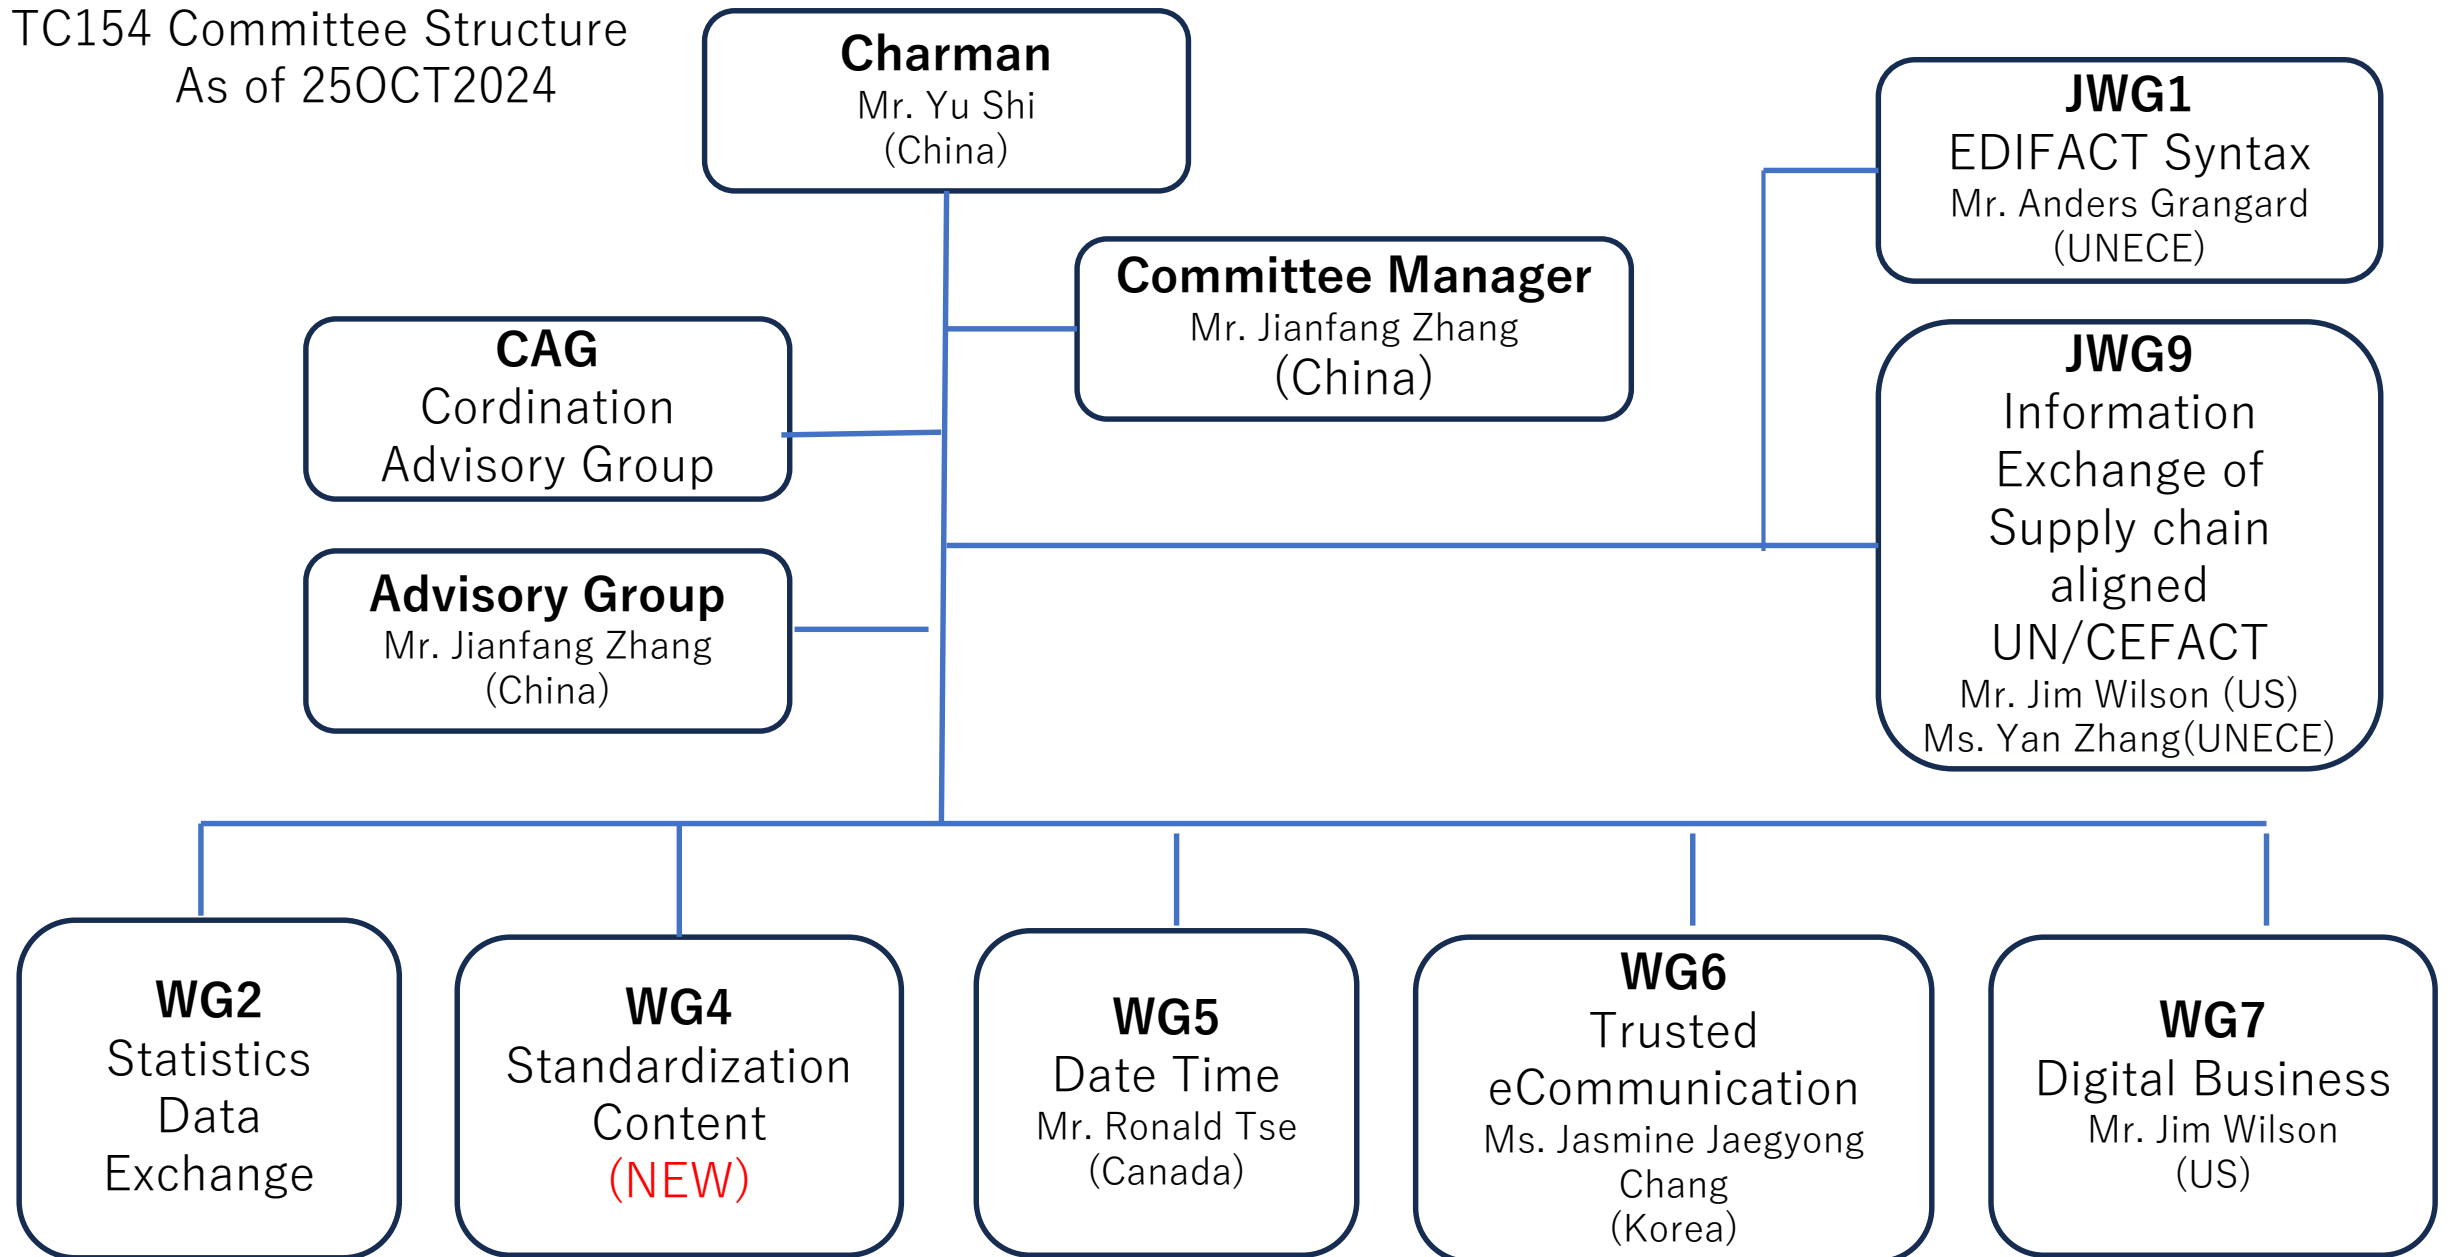 TC154 Committee Structure
As of 25OCT2024
Charman
Mr. Yu Shi
(China)
JWG1
EDIFACT Syntax
Mr. Anders Grangard
(UNECE)
Committee Manager
Mr. Jianfang Zhang
(China)
CAG
Cordination
Advisory Group
JWG9
Information
Exchange of
Supply chain
aligned
UN/CEFACT
Mr. Jim Wilson (US)
Ms. Yan Zhang(UNECE)
Advisory Group
Mr. Jianfang Zhang
(China)
WG2
Statistics
Data
Exchange
WG4
Standardization
Content
(NEW)
WG5
Date Time
Mr. Ronald Tse
(Canada)
WG6
Trusted
eCommunication
Ms. Jasmine Jaegyong
Chang
(Korea)
WG7
Digital Business
Mr. Jim Wilson
(US)